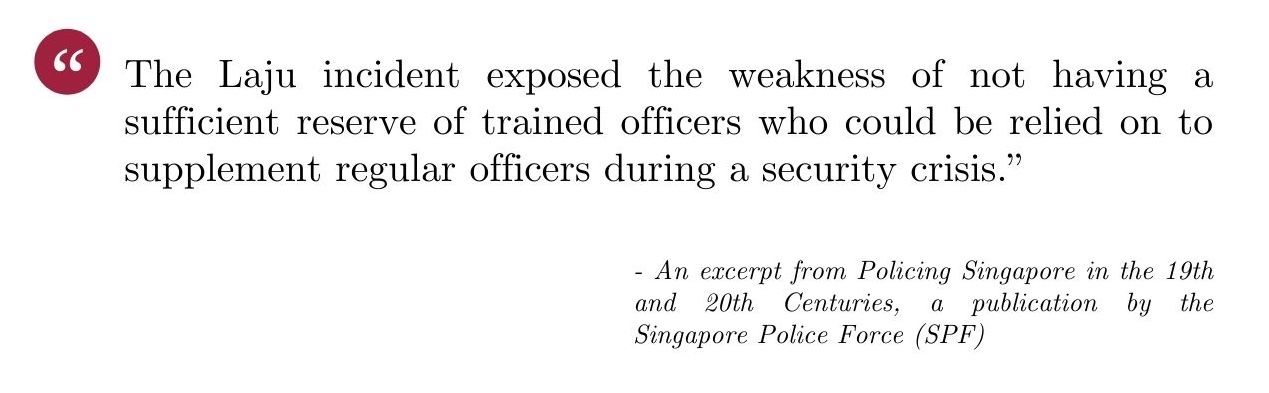 “ The Laju incident exposed the weakness of not having a
sufficient reserve of trained officers who could be relied on to
supplement regular officers during a security crisis.”
- An excerpt from Policing Singapore in the 19th
and 20th Centuries, a publication by the
Singapore Police Force (SPF)